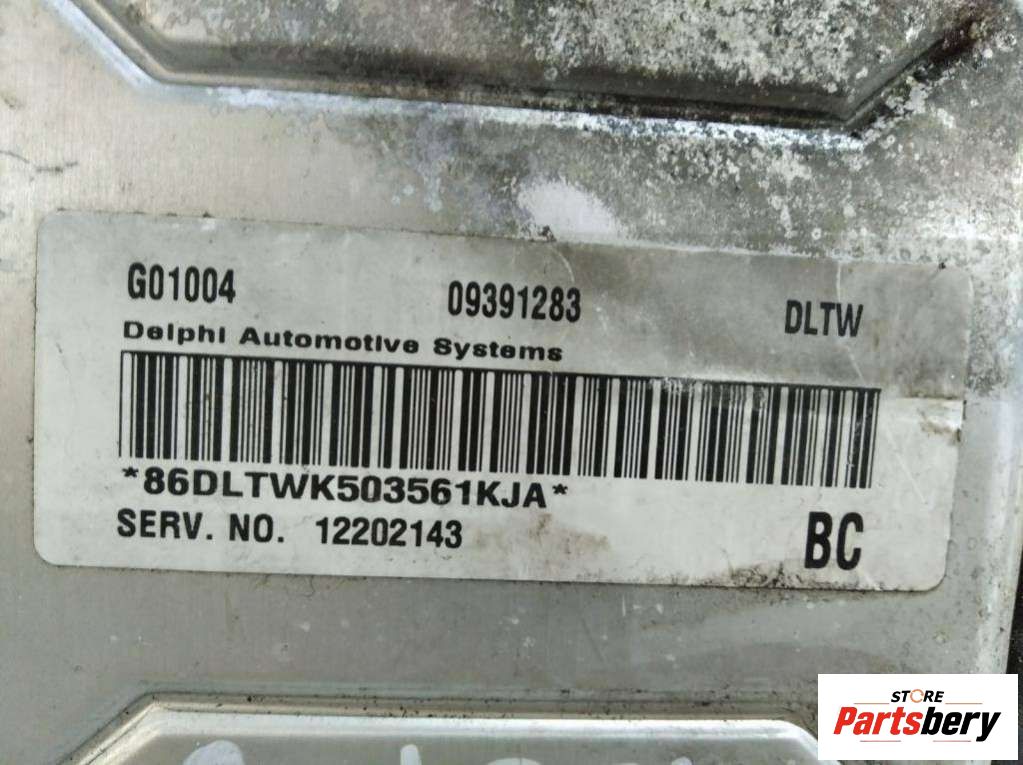 G01004 09391283 DLTW
Delphi Automotive Systems
*86DLTWK503561KJA*
SERV. NO. 12202143 BC
STORE
Partsbery